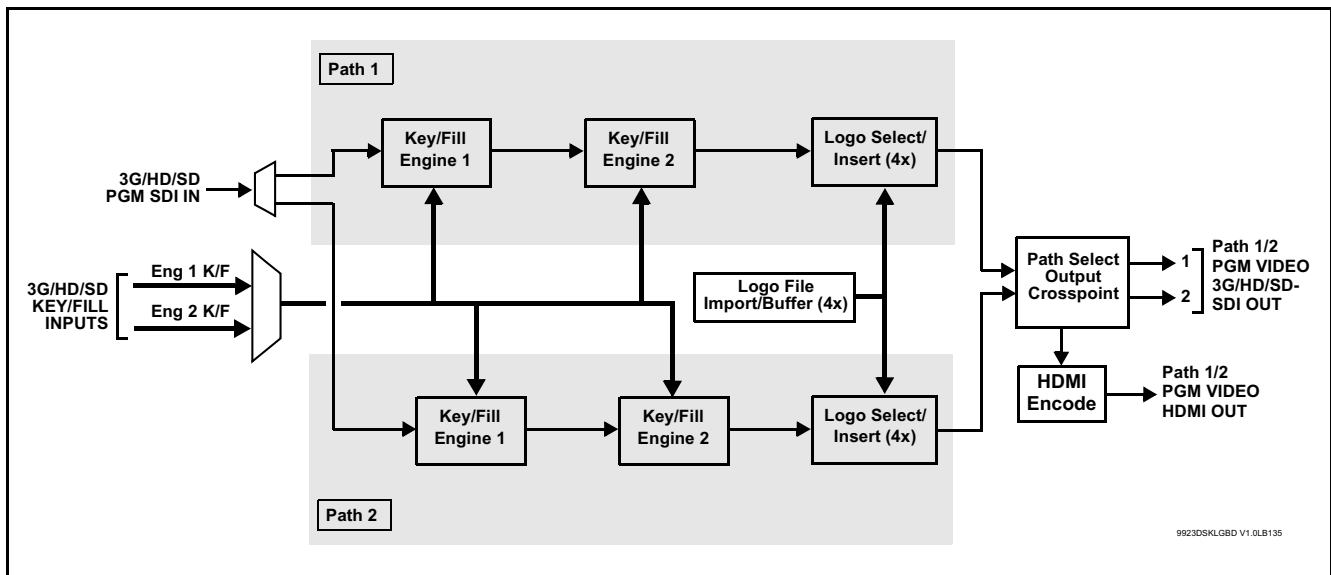 Path 1
Key/Fill
Engine 1
Key/Fill
Engine 2
Logo Select/
Insert (4x)
3G/HD/SD
PGM SDI IN
3G/HD/SD
KEY/FILL
INPUTS
Eng 1 K/F
Eng 2 K/F
Logo File
Import/Buffer (4x)
Path Select
Output
Crosspoint
1
2
Path 1/2
PGM VIDEO
3G/HD/SD-
SDI OUT
HDMI
Encode
Path 1/2
PGM VIDEO
HDMI OUT
Key/Fill
Engine 1
Key/Fill
Engine 2
Logo Select/
Insert (4x)
Path 2
9923DSKLGBD V1.0LB135